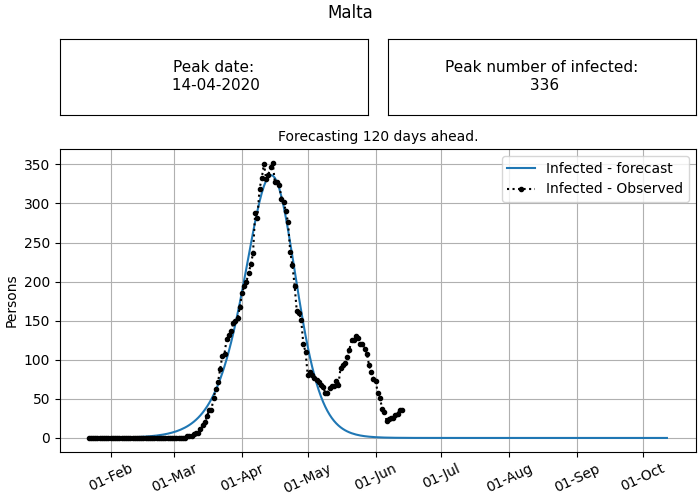 Malta
Peak date:
14-04-2020
Peak number of infected:
336
Forecasting 120 days ahead.
Infected - forecast
Infected - Observed
Persons
350
300
250
200
150
100
50
0
01-Feb
01-Mar
01-Apr
01-May
01-Jun
01-Jul
01-Aug
01-Sep
01-Oct